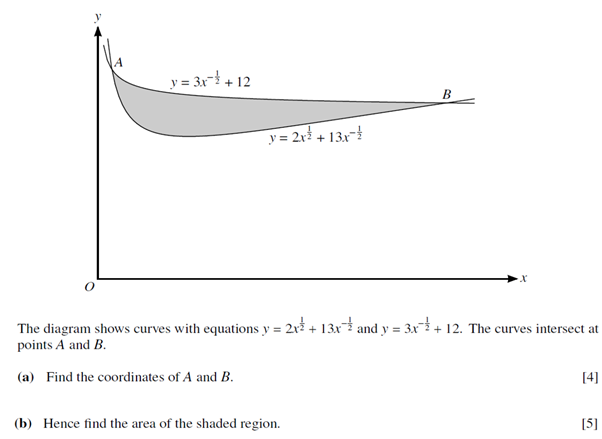 y
A
y = 3x^{-\frac{1}{2}} + 12
B
y = 2x^{\frac{1}{2}} + 13x^{-\frac{1}{2}}
x
O
The diagram shows curves with equations y = 2x^{\frac{1}{2}} + 13x^{-\frac{1}{2}} and y = 3x^{-\frac{1}{2}} + 12. The curves intersect at
points A and B.
(a) Find the coordinates of A and B. [4]
(b) Hence find the area of the shaded region. [5]